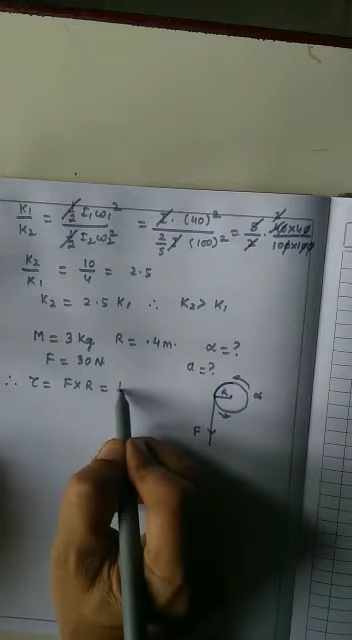 K₁/K₂ = ½ I₁ω₁² / ½ I₂ω₂² = I · (40)² / ⅖ I (100)² = 5/2 · 40×40 / 100×100
K₂/K₁ = 10/4 = 2.5
K₂ = 2.5 K₁ ∴ K₂ > K₁
M = 3 kg R = .4 m. α = ?
F = 30 N a = ?
∴ τ = F×R = I
R α
F